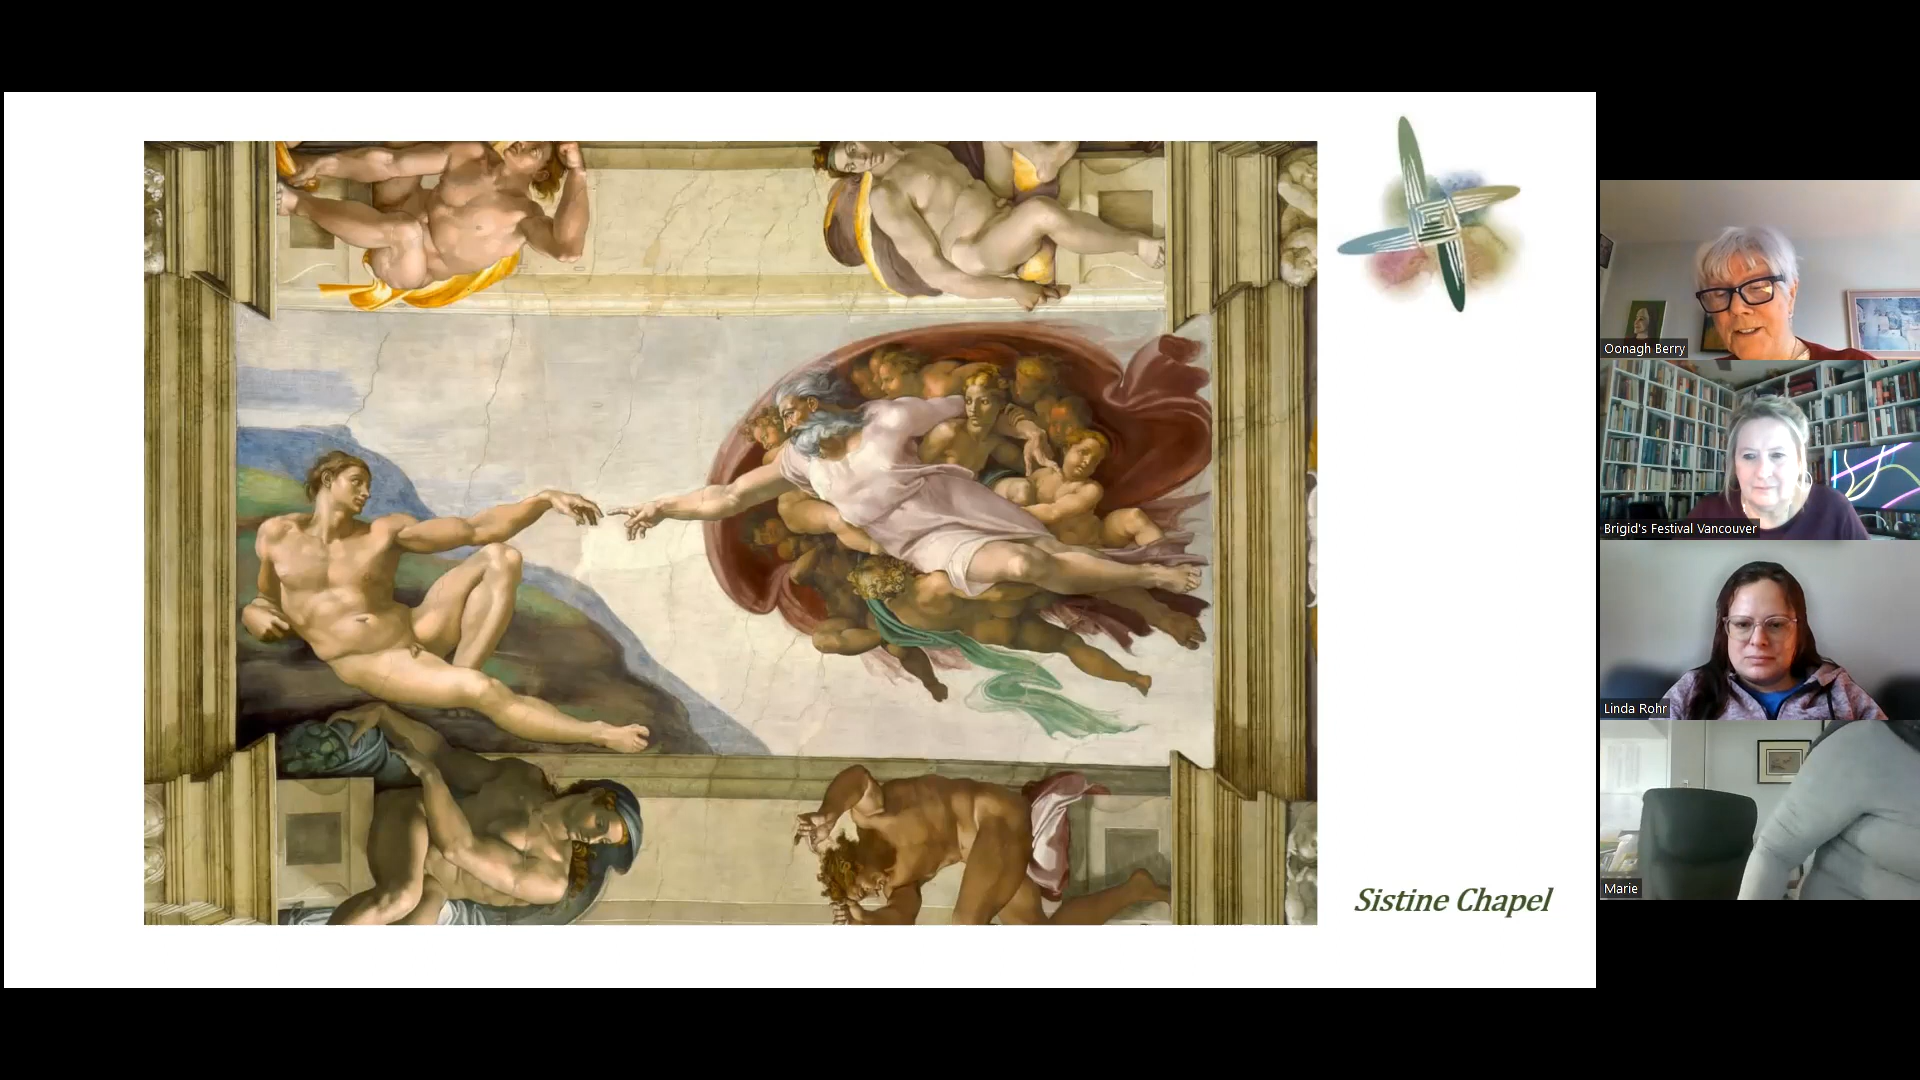 Sistine Chapel
Oonagh Berry
Brigid's Festival Vancouver
Linda Rohr
Marie